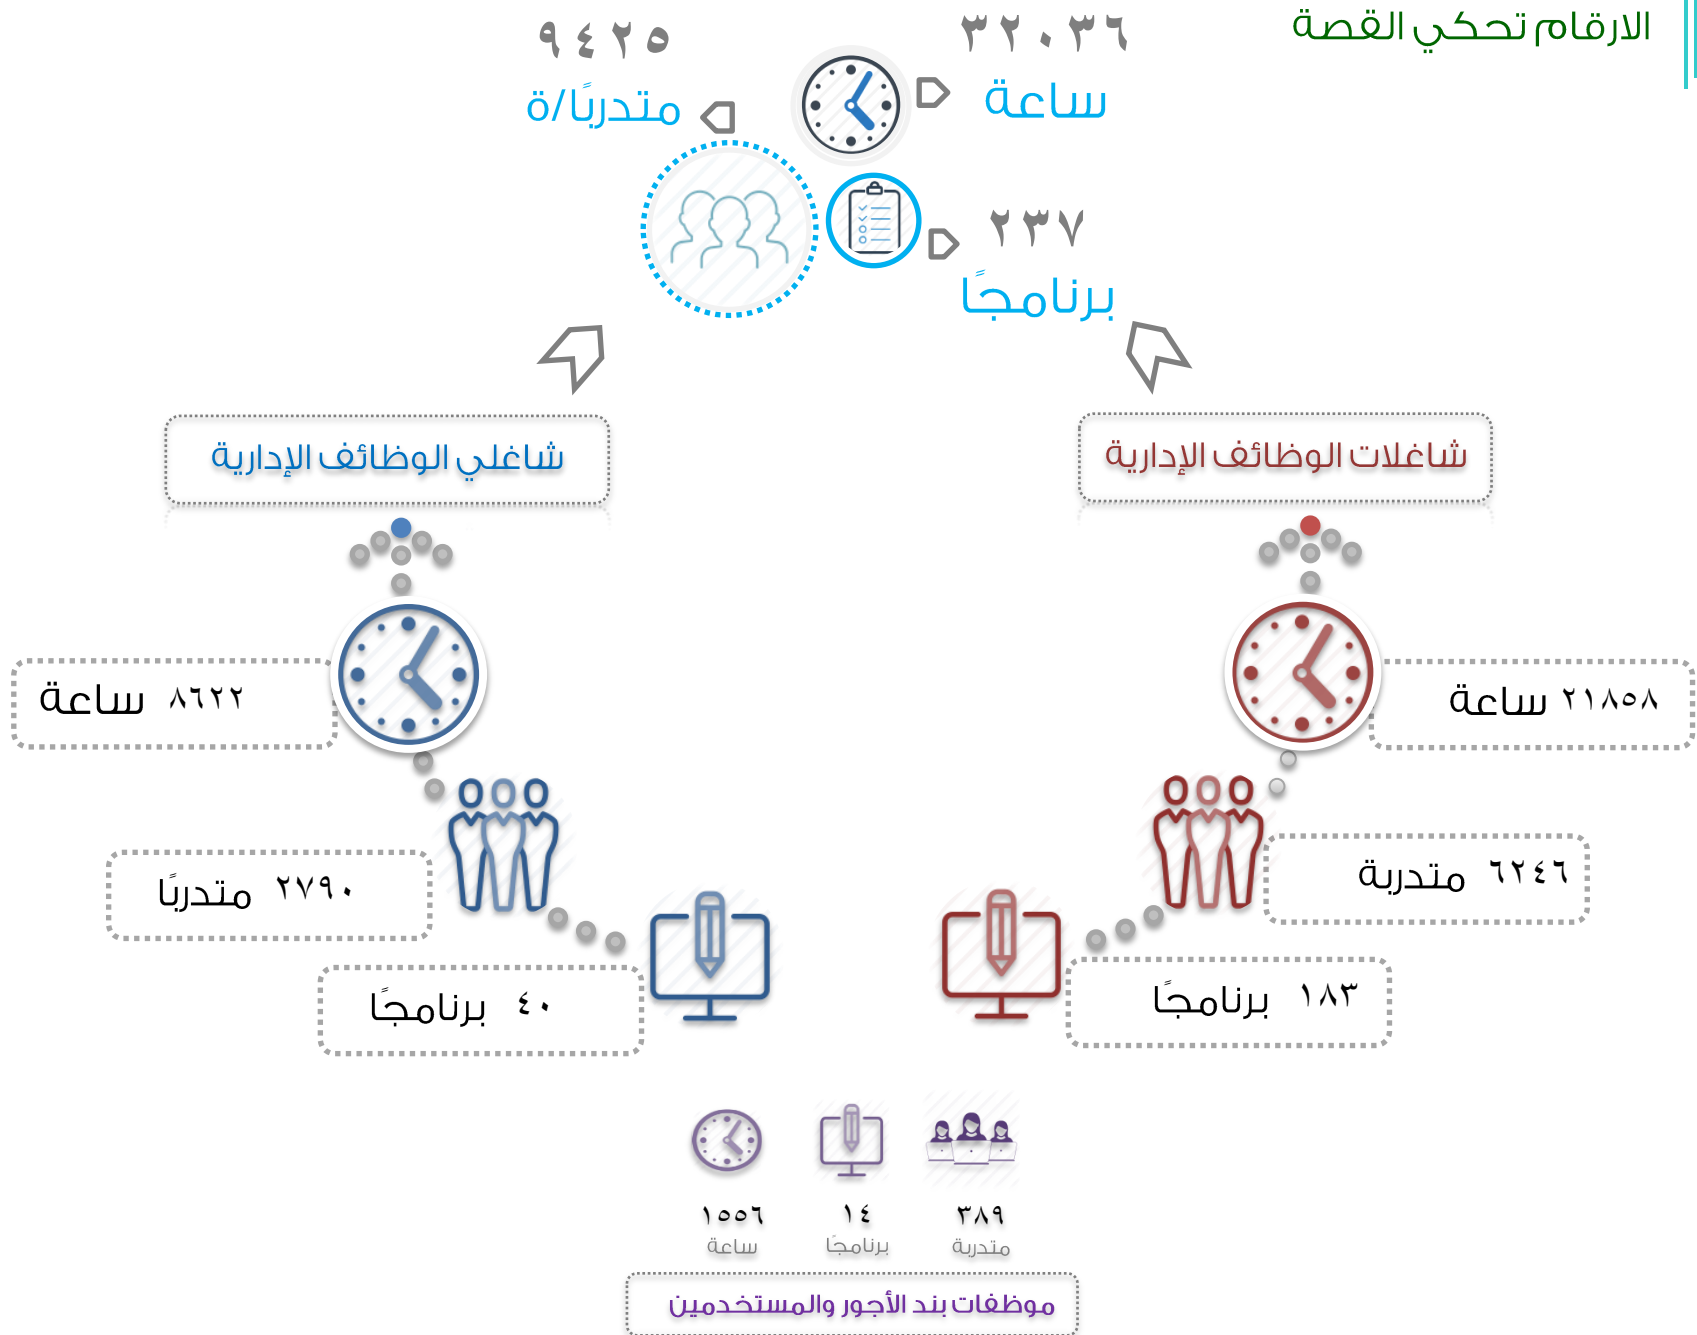 الارقام تحكي القصة
٣٢٠٣٦
ساعة
٩٤٢٥
متدربًا/ة
٢٣٧
برنامجًا
شاغلات الوظائف الإدارية
٢١٨٥٨ ساعة
٦٢٤٦ متدربة
١٨٣ برنامجًا
شاغلي الوظائف الإدارية
٨٦٢٢ ساعة
٢٧٩٠ متدربًا
٤٠ برنامجًا
٣٨٩
متدربة
١٤
برنامجًا
١٥٥٦
ساعة
موظفات بند الأجور والمستخدمين